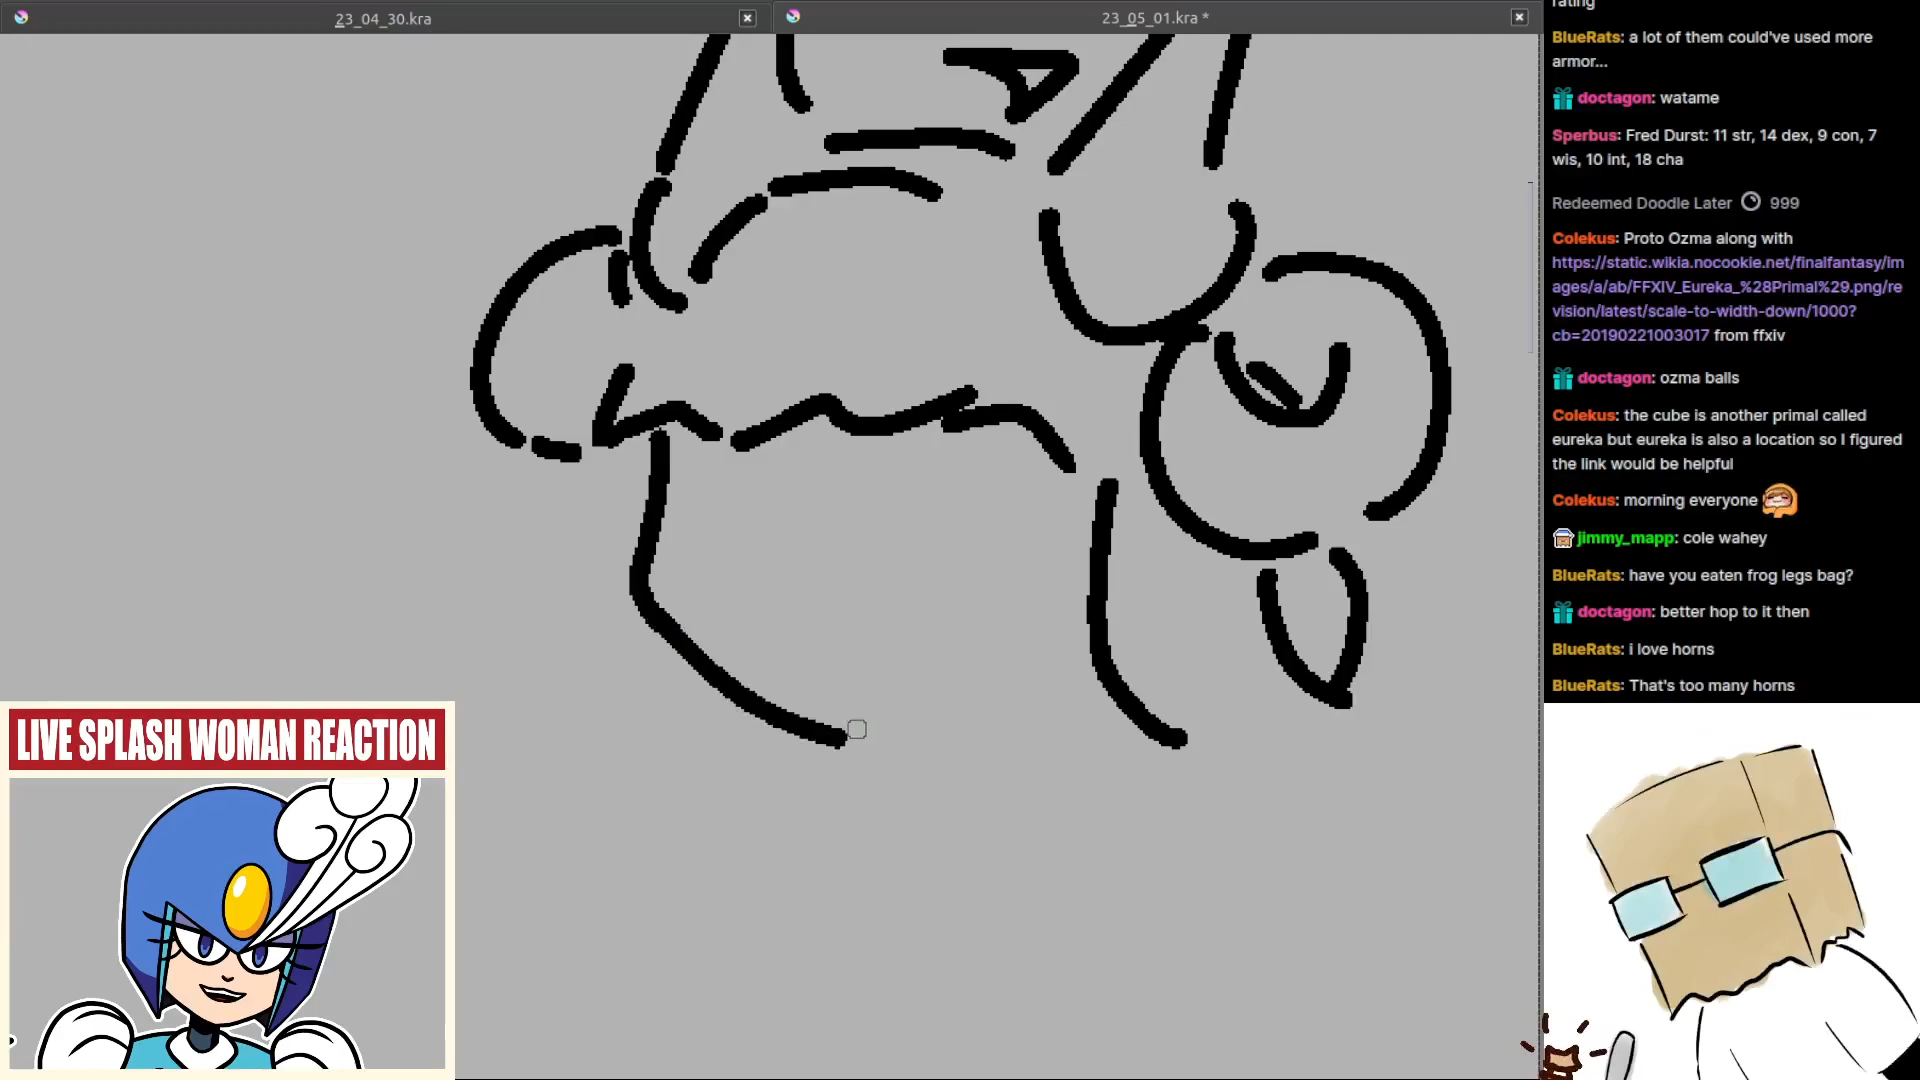 23_04_30.kra
23_05_01.kra *
rating
BlueRats: a lot of them could've used more
armor...
doctagon: watame
Sperbus: Fred Durst: 11 str, 14 dex, 9 con, 7
wis, 10 int, 18 cha
Redeemed Doodle Later 999
Colekus: Proto Ozma along with
https://static.wikia.nocookie.net/finalfantasy/im
ages/a/ab/FFXIV_Eureka_%28Primal%29.png/re
vision/latest/scale-to-width-down/1000?
cb=20190221003017 from ffxiv
doctagon: ozma balls
Colekus: the cube is another primal called
eureka but eureka is also a location so I figured
the link would be helpful
Colekus: morning everyone
jimmy_mapp: cole wahey
BlueRats: have you eaten frog legs bag?
doctagon: better hop to it then
BlueRats: i love horns
BlueRats: That's too many horns
LIVE SPLASH WOMAN REACTION